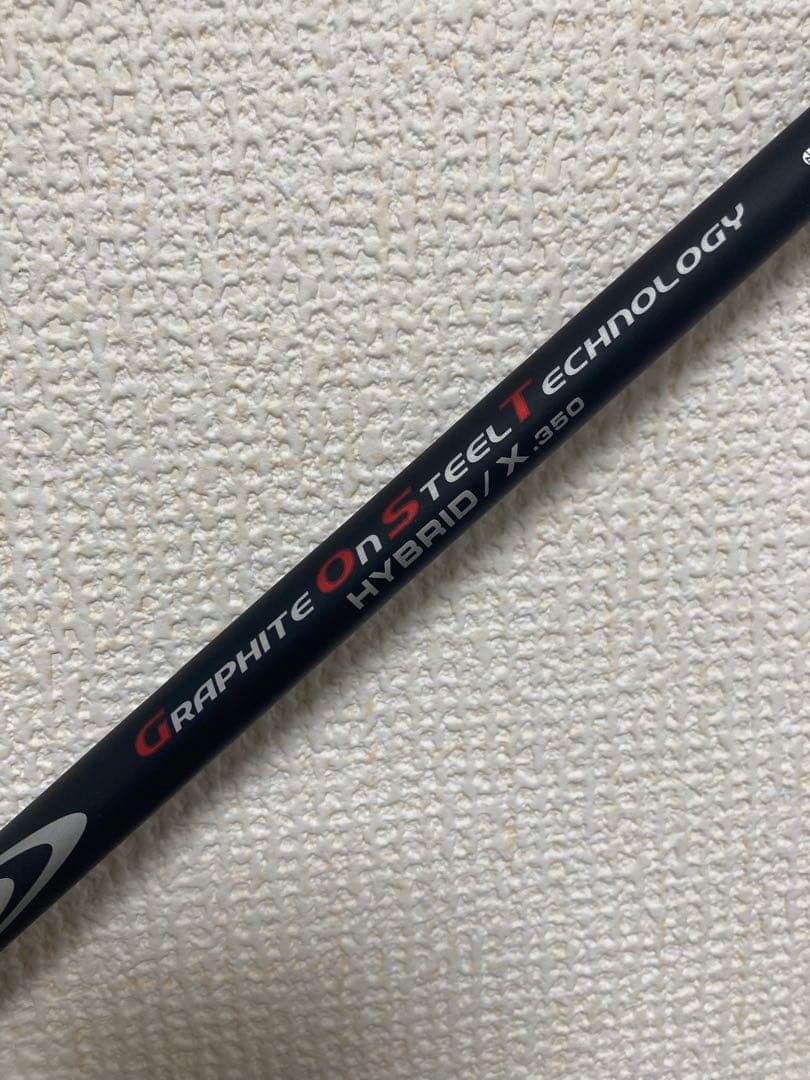 GRAPHITE On STEEL TECHNOLOGY
HYBRID / X .350